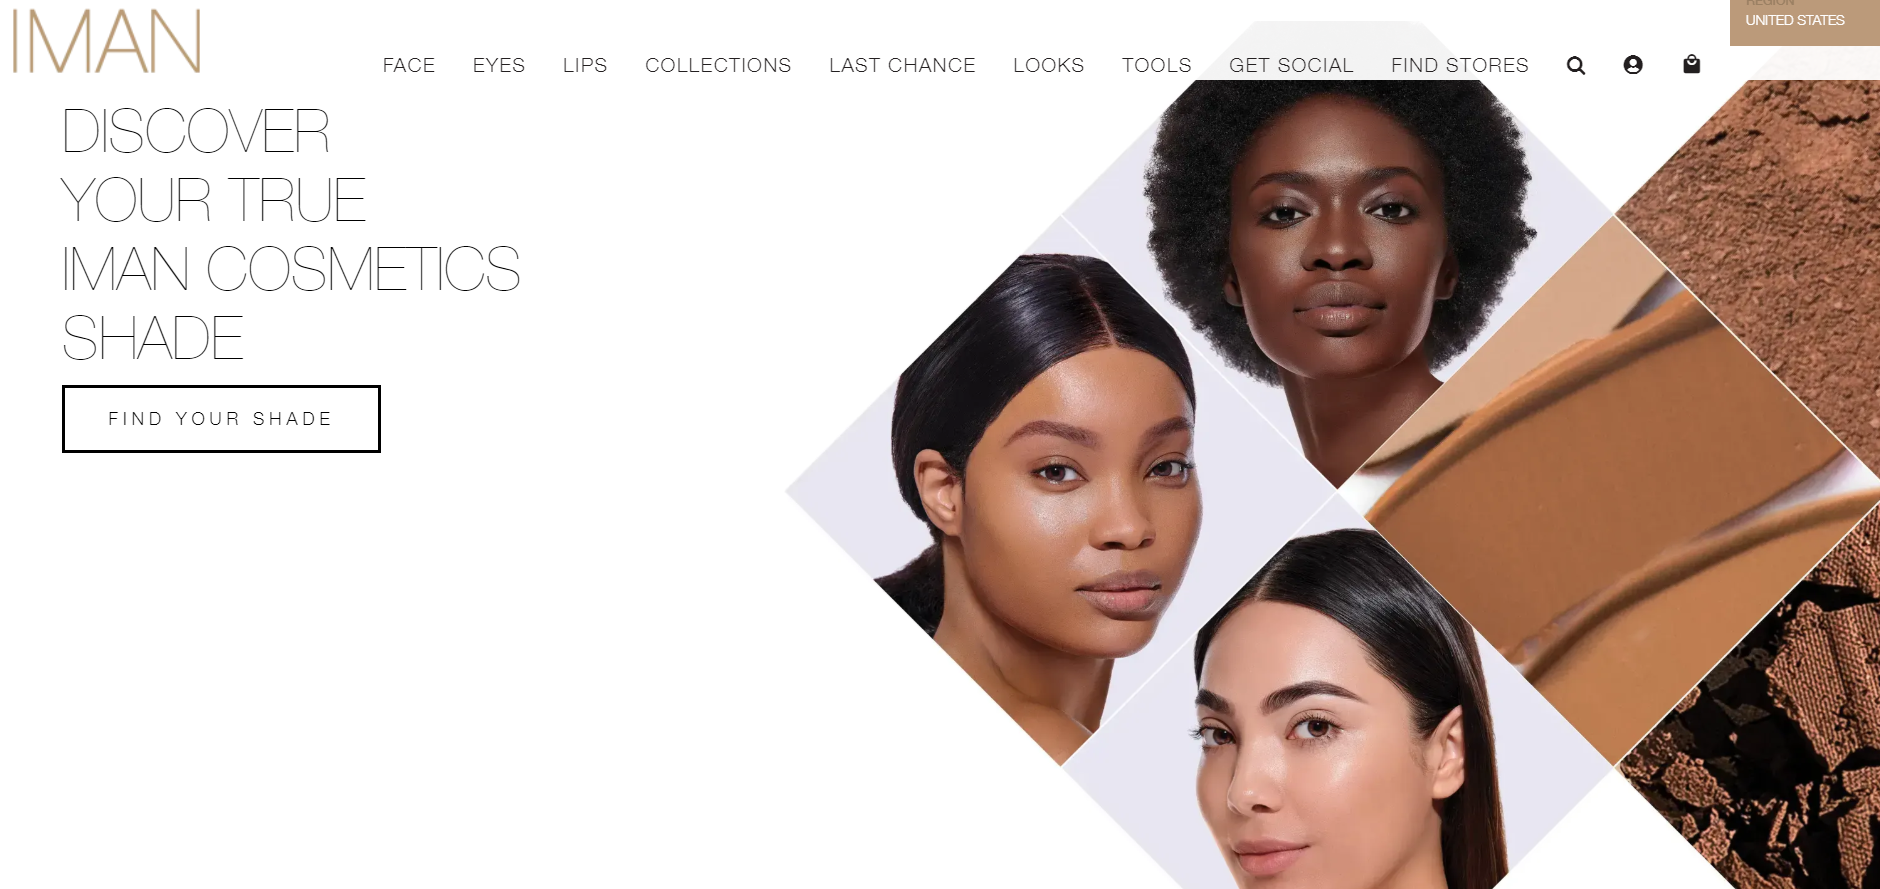 IMAN
REGION
UNITED STATES
FACE EYES LIPS COLLECTIONS LAST CHANCE LOOKS TOOLS GET SOCIAL FIND STORES
DISCOVER
YOUR TRUE
IMAN COSMETICS
SHADE
FIND YOUR SHADE